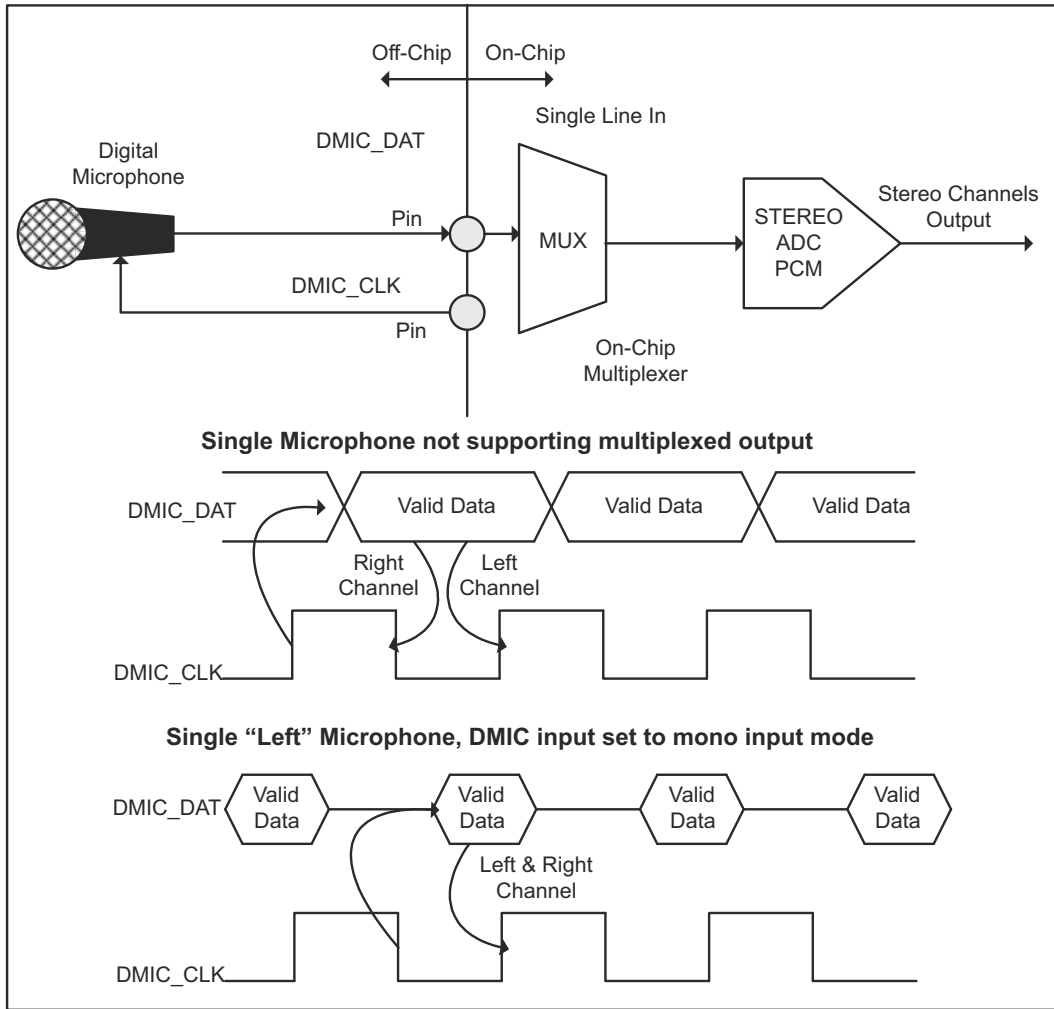 Off-Chip
On-Chip
Single Line In
DMIC_DAT
Digital
Microphone
Pin
MUX
STEREO
ADC
PCM
Stereo Channels
Output
DMIC_CLK
Pin
On-Chip
Multiplexer
Single Microphone not supporting multiplexed output
DMIC_DAT
Valid Data
Valid Data
Valid Data
Right
Channel
Left
Channel
DMIC_CLK
Single “Left” Microphone, DMIC input set to mono input mode
DMIC_DAT
Valid
Data
Valid
Data
Valid
Data
Valid
Data
Left & Right
Channel
DMIC_CLK